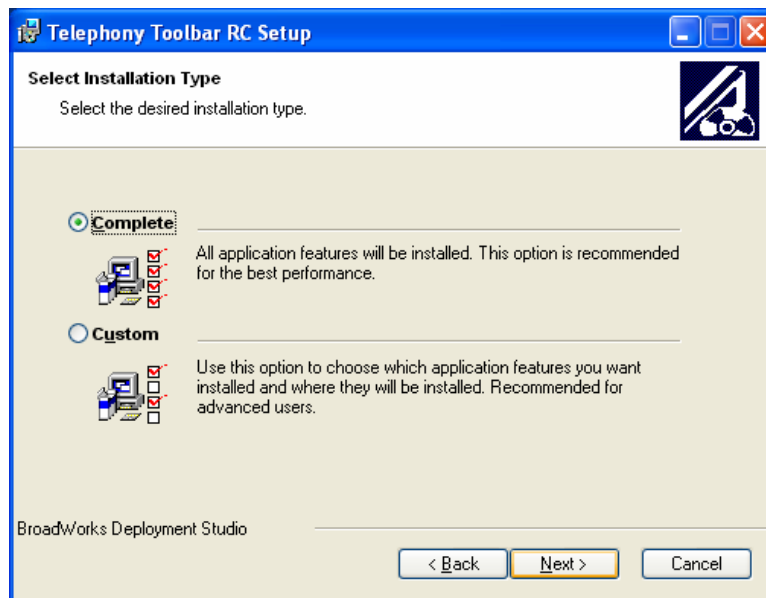 Telephony Toolbar RC Setup
Select Installation Type
Select the desired installation type.
Complete
All application features will be installed. This option is recommended
for the best performance.
Custom
Use this option to choose which application features you want
installed and where they will be installed. Recommended for
advanced users.
BroadWorks Deployment Studio
< Back Next > Cancel